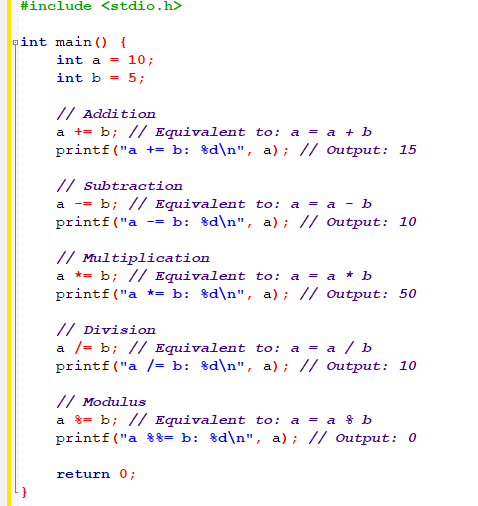 #include <stdio.h>

int main() {
    int a = 10;
    int b = 5;

    // Addition
    a += b; // Equivalent to: a = a + b
    printf("a += b: %d\n", a); // Output: 15

    // Subtraction
    a -= b; // Equivalent to: a = a - b
    printf("a -= b: %d\n", a); // Output: 10

    // Multiplication
    a *= b; // Equivalent to: a = a * b
    printf("a *= b: %d\n", a); // Output: 50

    // Division
    a /= b; // Equivalent to: a = a / b
    printf("a /= b: %d\n", a); // Output: 10

    // Modulus
    a %= b; // Equivalent to: a = a % b
    printf("a %%= b: %d\n", a); // Output: 0

    return 0;
}